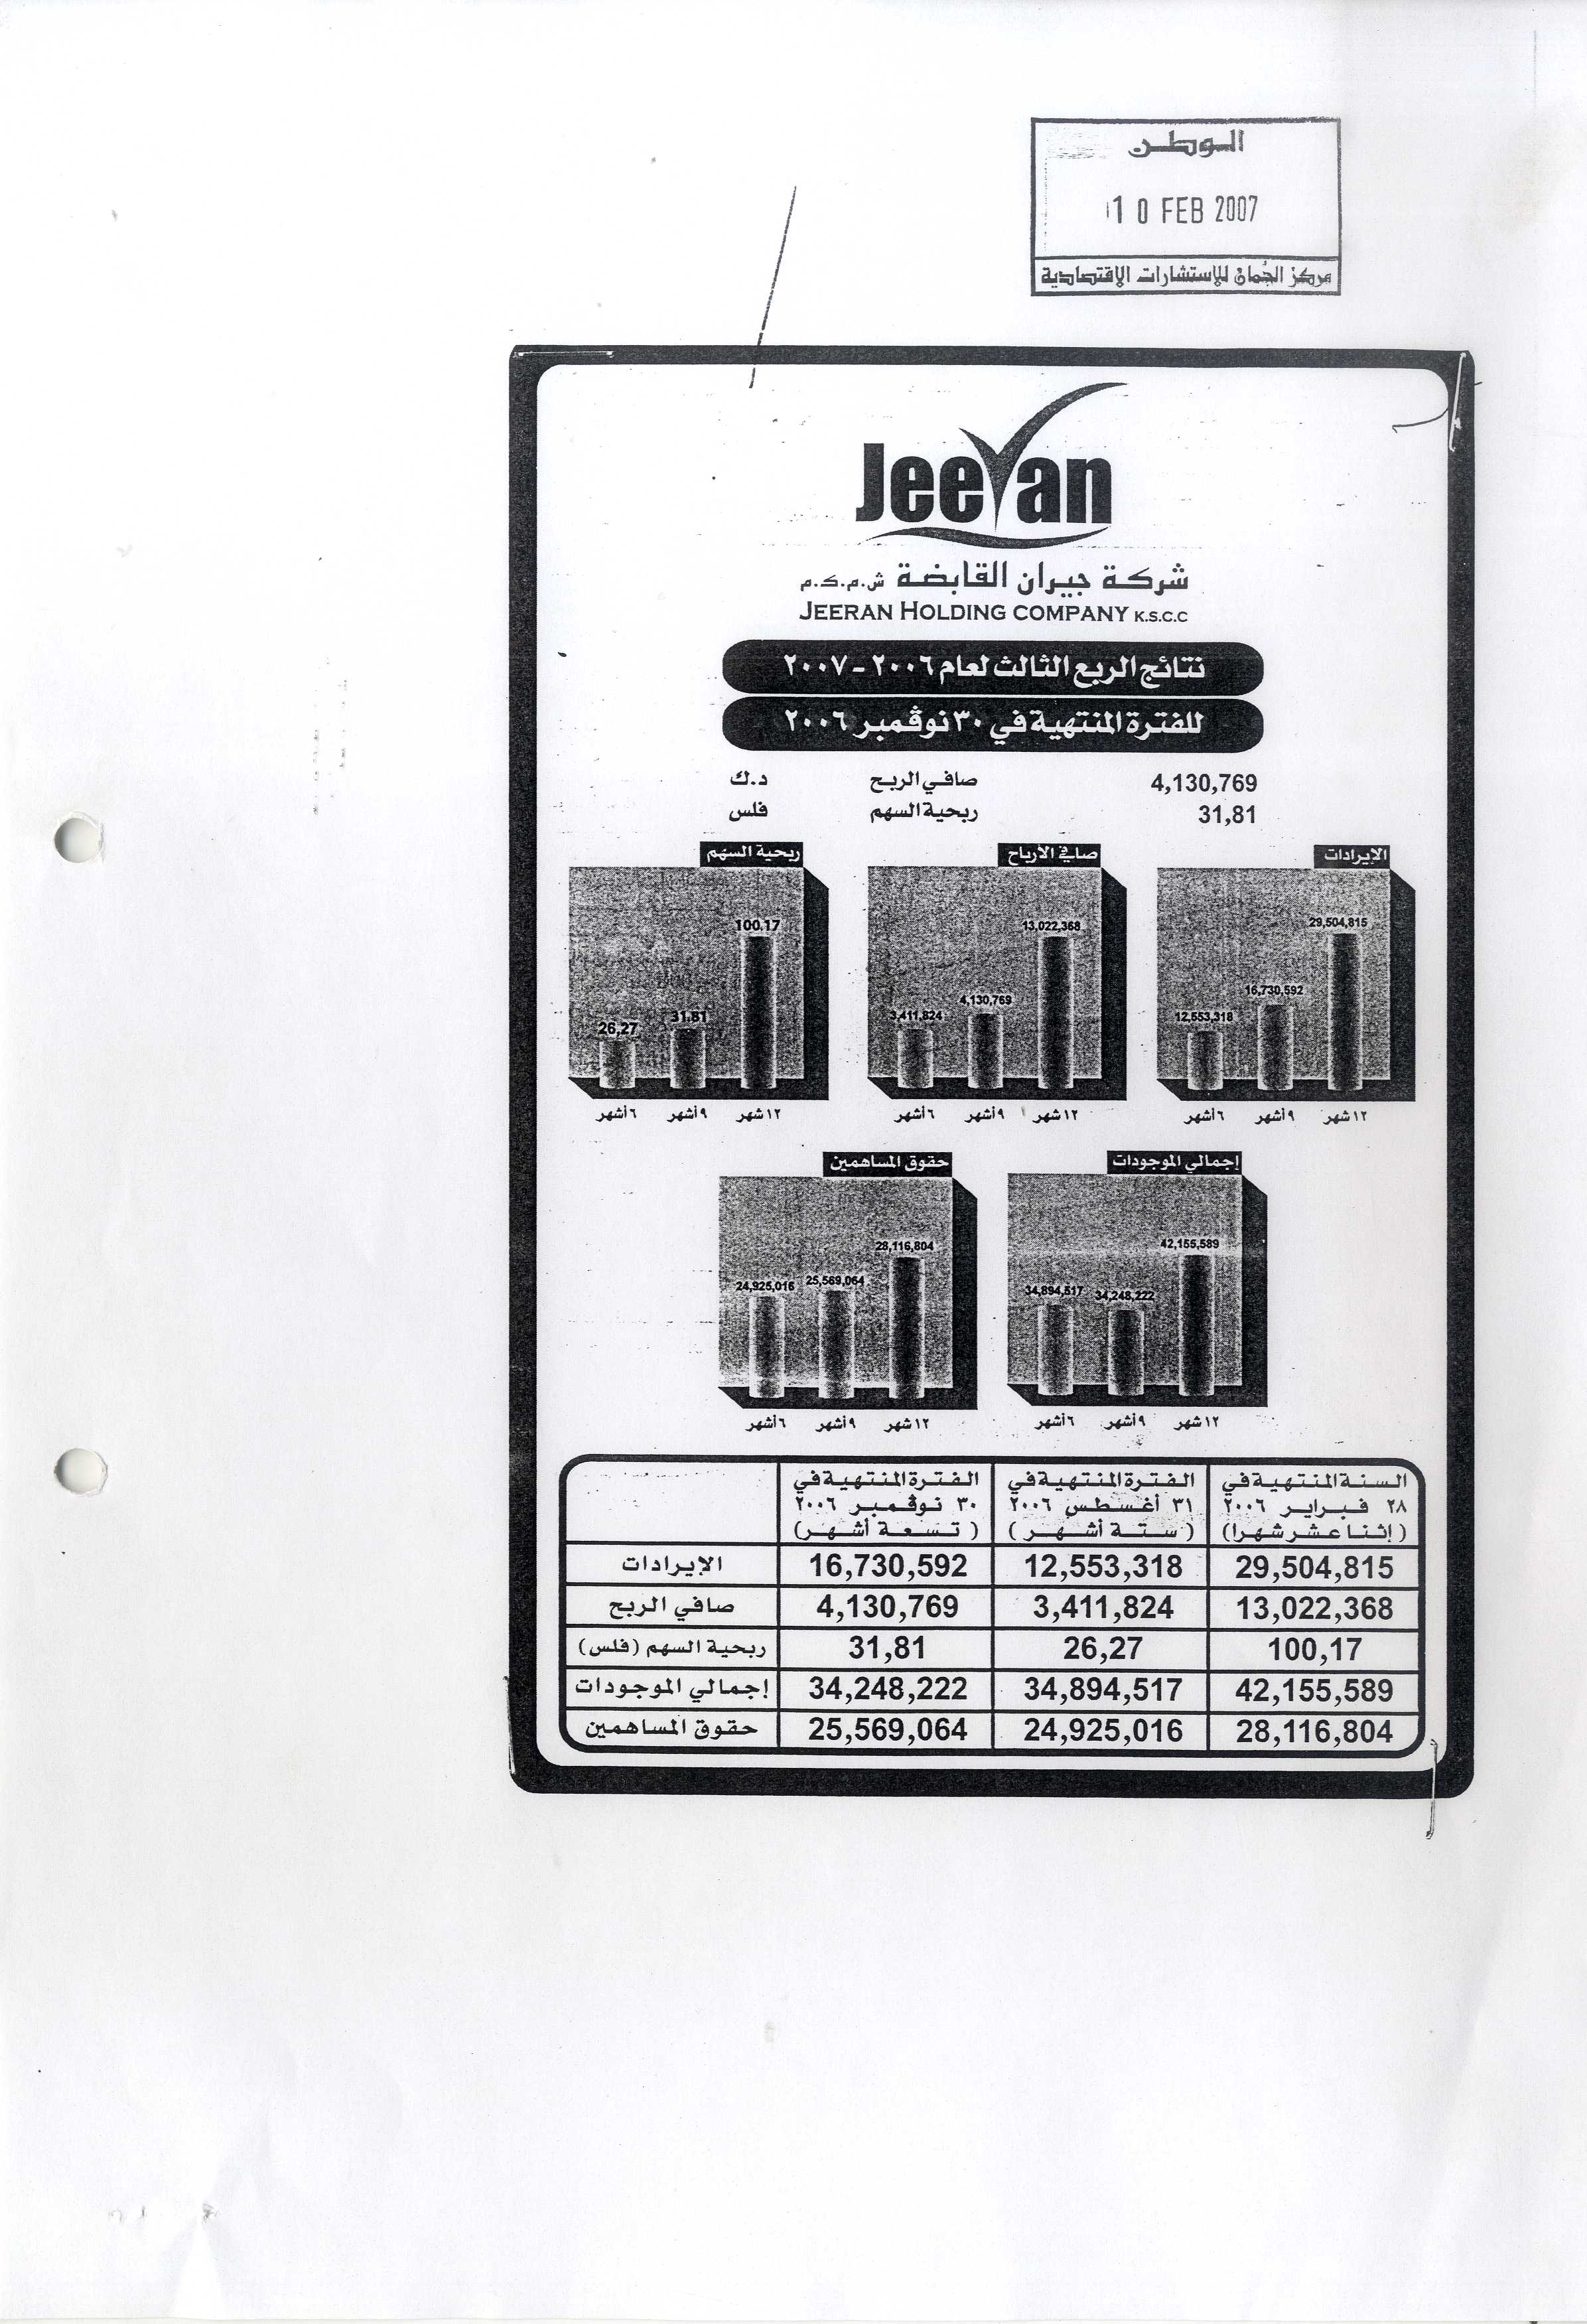 الوطن
10 FEB 2007
مركز الجُمان للإستشارات الإقتصادية
Jeeran
شركة جيران القابضة ش.م.ك.م
JEERAN HOLDING COMPANY K.S.C.C
نتائج الربع الثالث لعام ٢٠٠٦ - ٢٠٠٧
للفترة المنتهية في ٣٠ نوڤمبر ٢٠٠٦
4,130,769 صافي الربح د.ك
31,81 ربحية السهم فلس
الإيرادات
29,504,815
16,730,592
12,553,318
١٢ شهر ٩ أشهر ٦ أشهر
صافي الأرباح
13,022,368
4,130,769
3,411,824
١٢ شهر ٩ أشهر ٦ أشهر
ربحية السهم
100,17
31,81
26,27
١٢ شهر ٩ أشهر ٦ أشهر
إجمالي الموجودات
42,155,589
34,248,222
34,894,517
١٢ شهر ٩ أشهر ٦ أشهر
حقوق المساهمين
28,116,804
25,569,064
24,925,016
١٢ شهر ٩ أشهر ٦ أشهر
السنة المنتهية في الفترة المنتهية في الفترة المنتهية في
٢٨ فبراير ٢٠٠٦ ٣١ أغسطس ٢٠٠٦ ٣٠ نوڤمبر ٢٠٠٦
(إثنا عشر شهرا) (ستة أشهر) (تسعة أشهر)
29,504,815 12,553,318 16,730,592 الإيرادات
13,022,368 3,411,824 4,130,769 صافي الربح
100,17 26,27 31,81 ربحية السهم (فلس)
42,155,589 34,894,517 34,248,222 إجمالي الموجودات
28,116,804 24,925,016 25,569,064 حقوق المساهمين